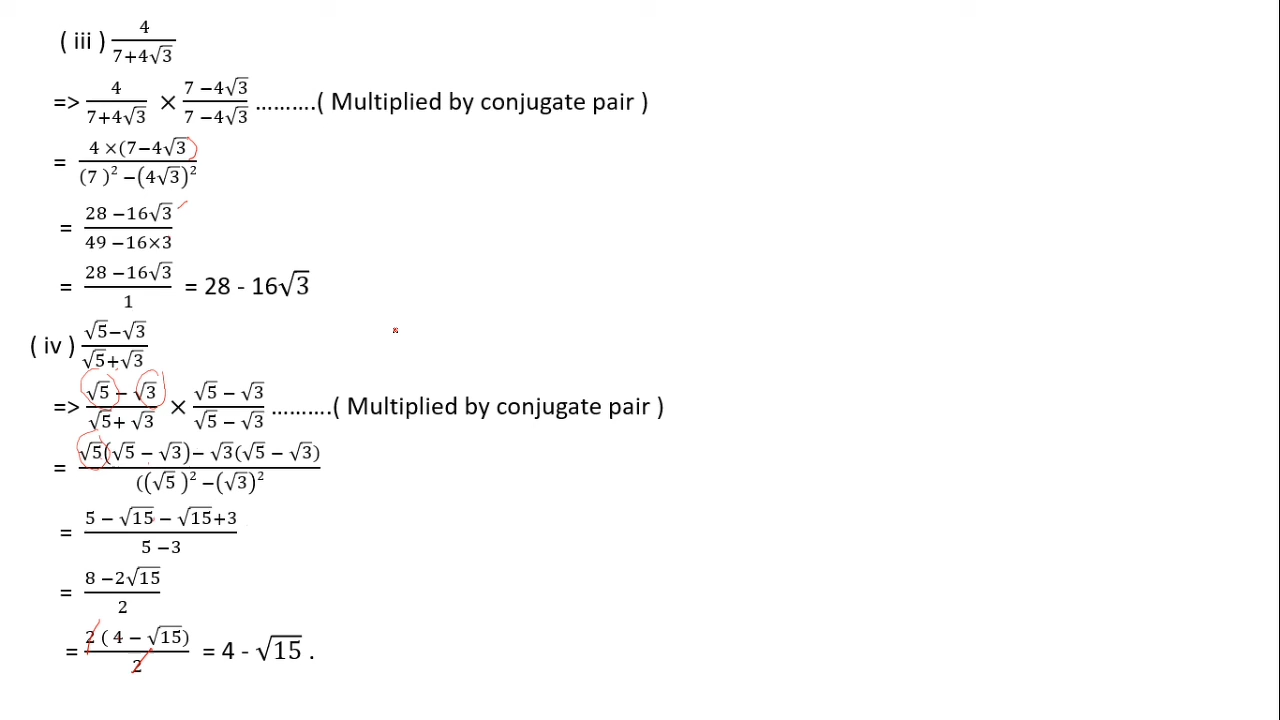 ( iii ) 4/(7+4√3)
=> 4/(7+4√3) × (7 −4√3)/(7 −4√3) ……….( Multiplied by conjugate pair )
= (4 ×(7−4√3))/((7 )² −(4√3)²)
= (28 −16√3)/(49 −16×3)
= (28 −16√3)/1 = 28 - 16√3
( iv ) (√5−√3)/(√5+√3)
=> (√5 − √3)/(√5+ √3) × (√5 − √3)/(√5 − √3) ……….( Multiplied by conjugate pair )
= (√5(√5 − √3)− √3(√5 − √3))/(((√5 )² −(√3)²)
= (5 − √15 − √15+3)/(5 −3)
= (8 −2√15)/2
= (2 ( 4 − √15))/2 = 4 - √15 .